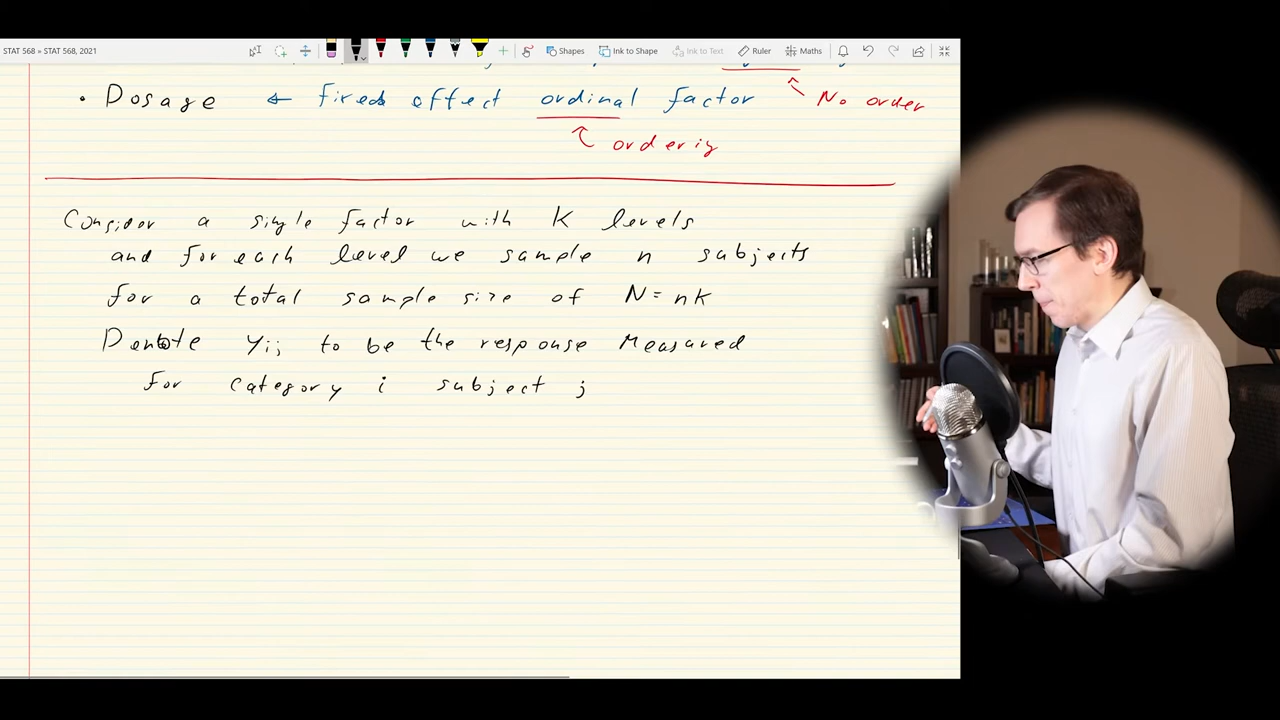 STAT 568 » STAT 568, 2021
Shapes Ink to Shape Ink to Text Ruler Maths
• Dosage ← fixed effect ordinal factor
No order
ordering
Consider a single factor with k levels
and for each level we sample n subjects
for a total sample size of N = nk
Denote yij to be the response Measured
for category i subject j